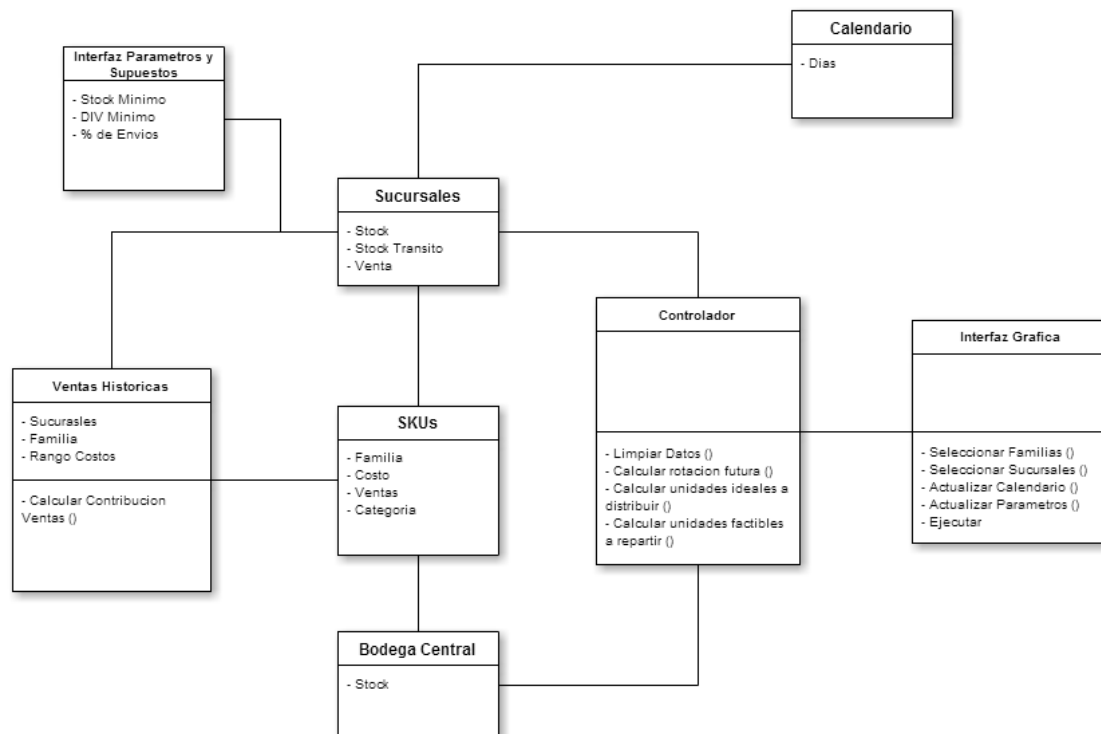 Calendario
- Dias
Interfaz Parametros y
Supuestos
- Stock Minimo
- DIV Minimo
- % de Envios
Sucursales
- Stock
- Stock Transito
- Venta
Controlador
- Limpiar Datos ()
- Calcular rotacion futura ()
- Calcular unidades ideales a
distribuir ()
- Calcular unidades factibles
a repartir ()
Interfaz Grafica
- Seleccionar Familias ()
- Seleccionar Sucursales ()
- Actualizar Calendario ()
- Actualizar Parametros ()
- Ejecutar
Ventas Historicas
- Sucurasles
- Familia
- Rango Costos
- Calcular Contribucion
Ventas ()
SKUs
- Familia
- Costo
- Ventas
- Categoria
Bodega Central
- Stock